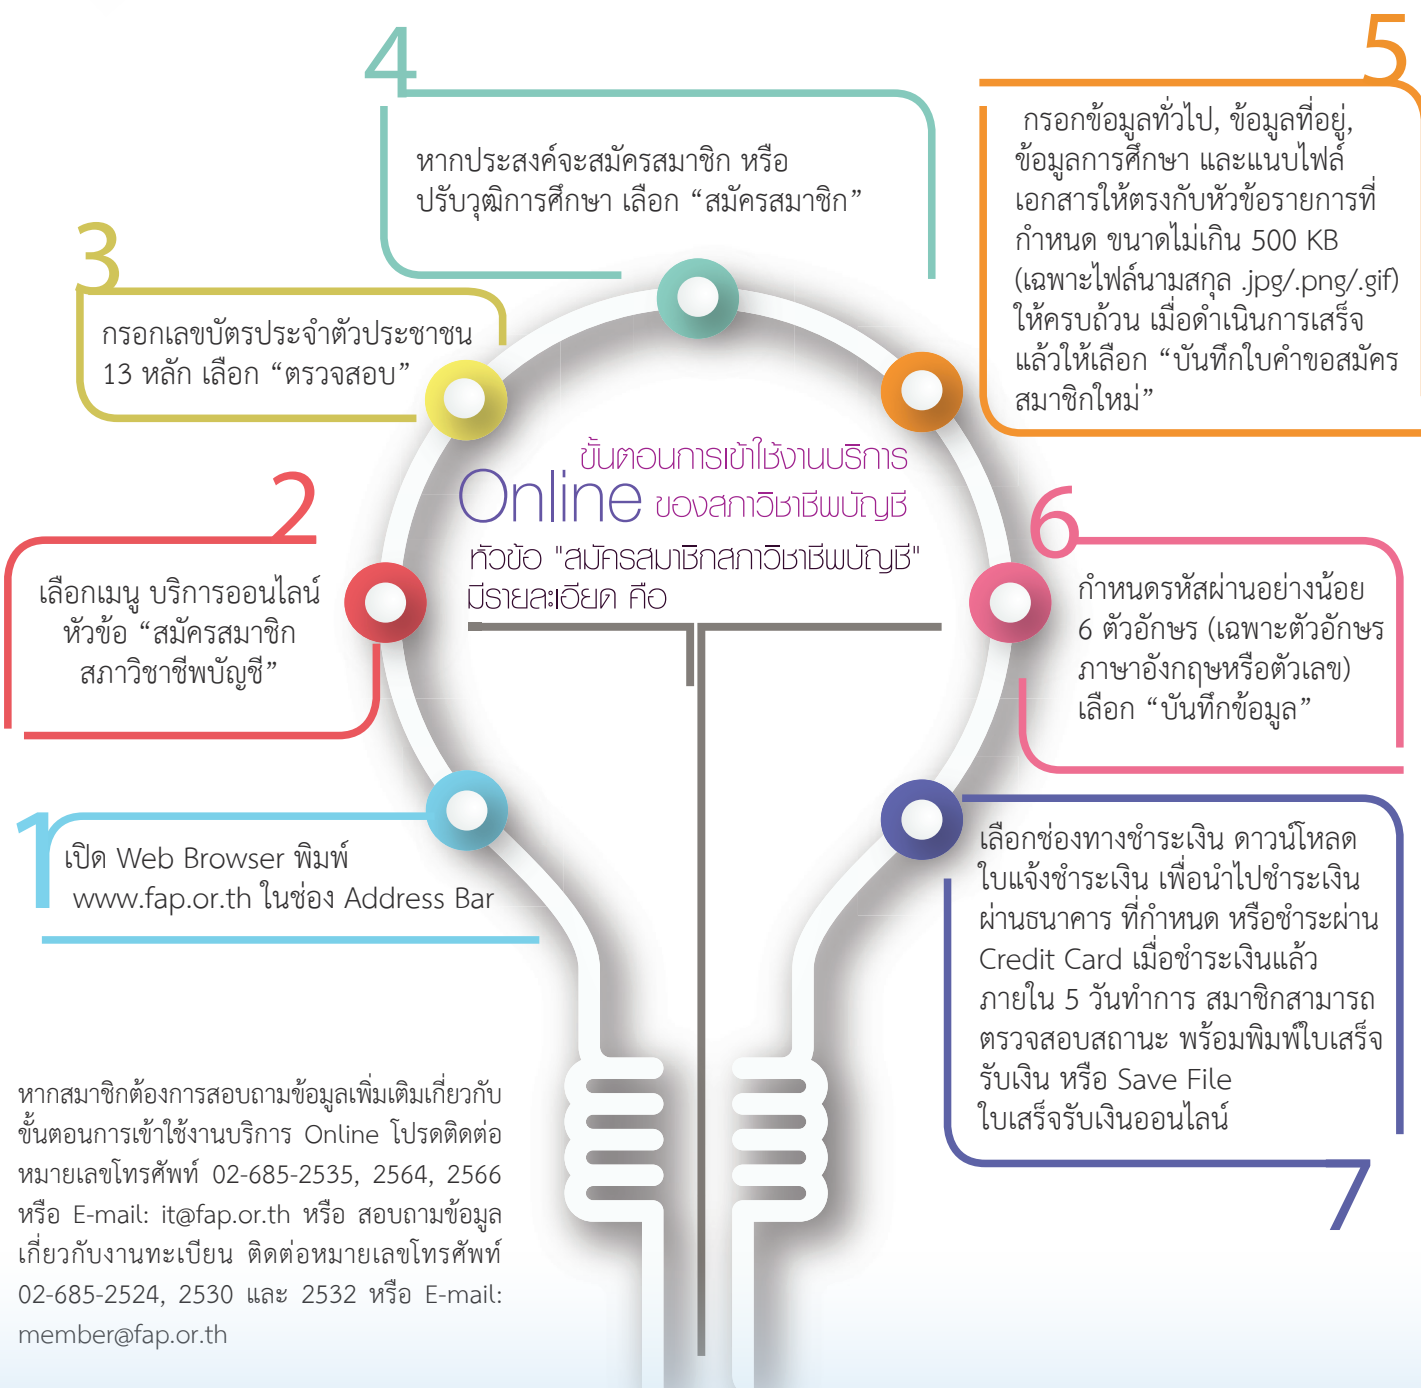 ขั้นตอนการเข้าใช้งานบริการ
Online ของสภาวิชาชีพบัญชี
หัวข้อ "สมัครสมาชิกสภาวิชาชีพบัญชี"
มีรายละเอียด คือ
1
เปิด Web Browser พิมพ์
www.fap.or.th ในช่อง Address Bar
2
เลือกเมนู บริการออนไลน์
หัวข้อ “สมัครสมาชิก
สภาวิชาชีพบัญชี”
3
กรอกเลขบัตรประจำตัวประชาชน
13 หลัก เลือก “ตรวจสอบ”
4
หากประสงค์จะสมัครสมาชิก หรือ
ปรับวุฒิการศึกษา เลือก “สมัครสมาชิก”
5
กรอกข้อมูลทั่วไป, ข้อมูลที่อยู่,
ข้อมูลการศึกษา และแนบไฟล์
เอกสารให้ตรงกับหัวข้อรายการที่
กำหนด ขนาดไม่เกิน 500 KB
(เฉพาะไฟล์นามสกุล .jpg/.png/.gif)
ให้ครบถ้วน เมื่อดำเนินการเสร็จ
แล้วให้เลือก “บันทึกใบคำขอสมัคร
สมาชิกใหม่”
6
กำหนดรหัสผ่านอย่างน้อย
6 ตัวอักษร (เฉพาะตัวอักษร
ภาษาอังกฤษหรือตัวเลข)
เลือก “บันทึกข้อมูล”
เลือกช่องทางชำระเงิน ดาวน์โหลด
ใบแจ้งชำระเงิน เพื่อนำไปชำระเงิน
ผ่านธนาคาร ที่กำหนด หรือชำระผ่าน
Credit Card เมื่อชำระเงินแล้ว
ภายใน 5 วันทำการ สมาชิกสามารถ
ตรวจสอบสถานะ พร้อมพิมพ์ใบเสร็จ
รับเงิน หรือ Save File
ใบเสร็จรับเงินออนไลน์
7
หากสมาชิกต้องการสอบถามข้อมูลเพิ่มเติมเกี่ยวกับ
ขั้นตอนการเข้าใช้งานบริการ Online โปรดติดต่อ
หมายเลขโทรศัพท์ 02-685-2535, 2564, 2566
หรือ E-mail: it@fap.or.th หรือ สอบถามข้อมูล
เกี่ยวกับงานทะเบียน ติดต่อหมายเลขโทรศัพท์
02-685-2524, 2530 และ 2532 หรือ E-mail:
member@fap.or.th